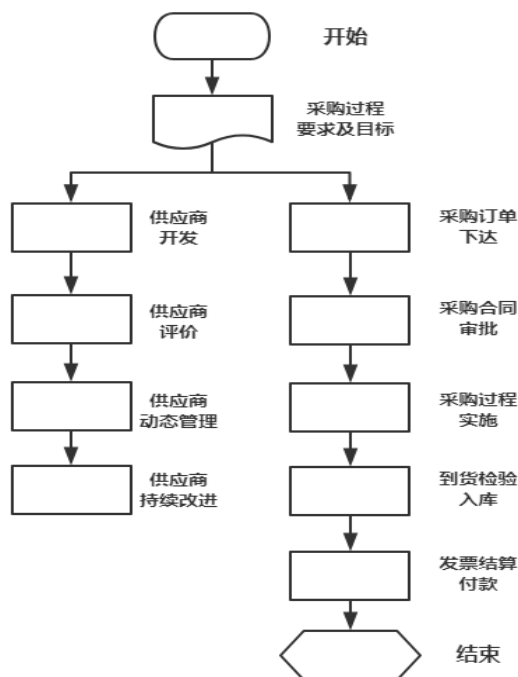 开始
采购过程
要求及目标
供应商
开发
供应商
评价
供应商
动态管理
供应商
持续改进
采购订单
下达
采购合同
审批
采购过程
实施
到货检验
入库
发票结算
付款
结束